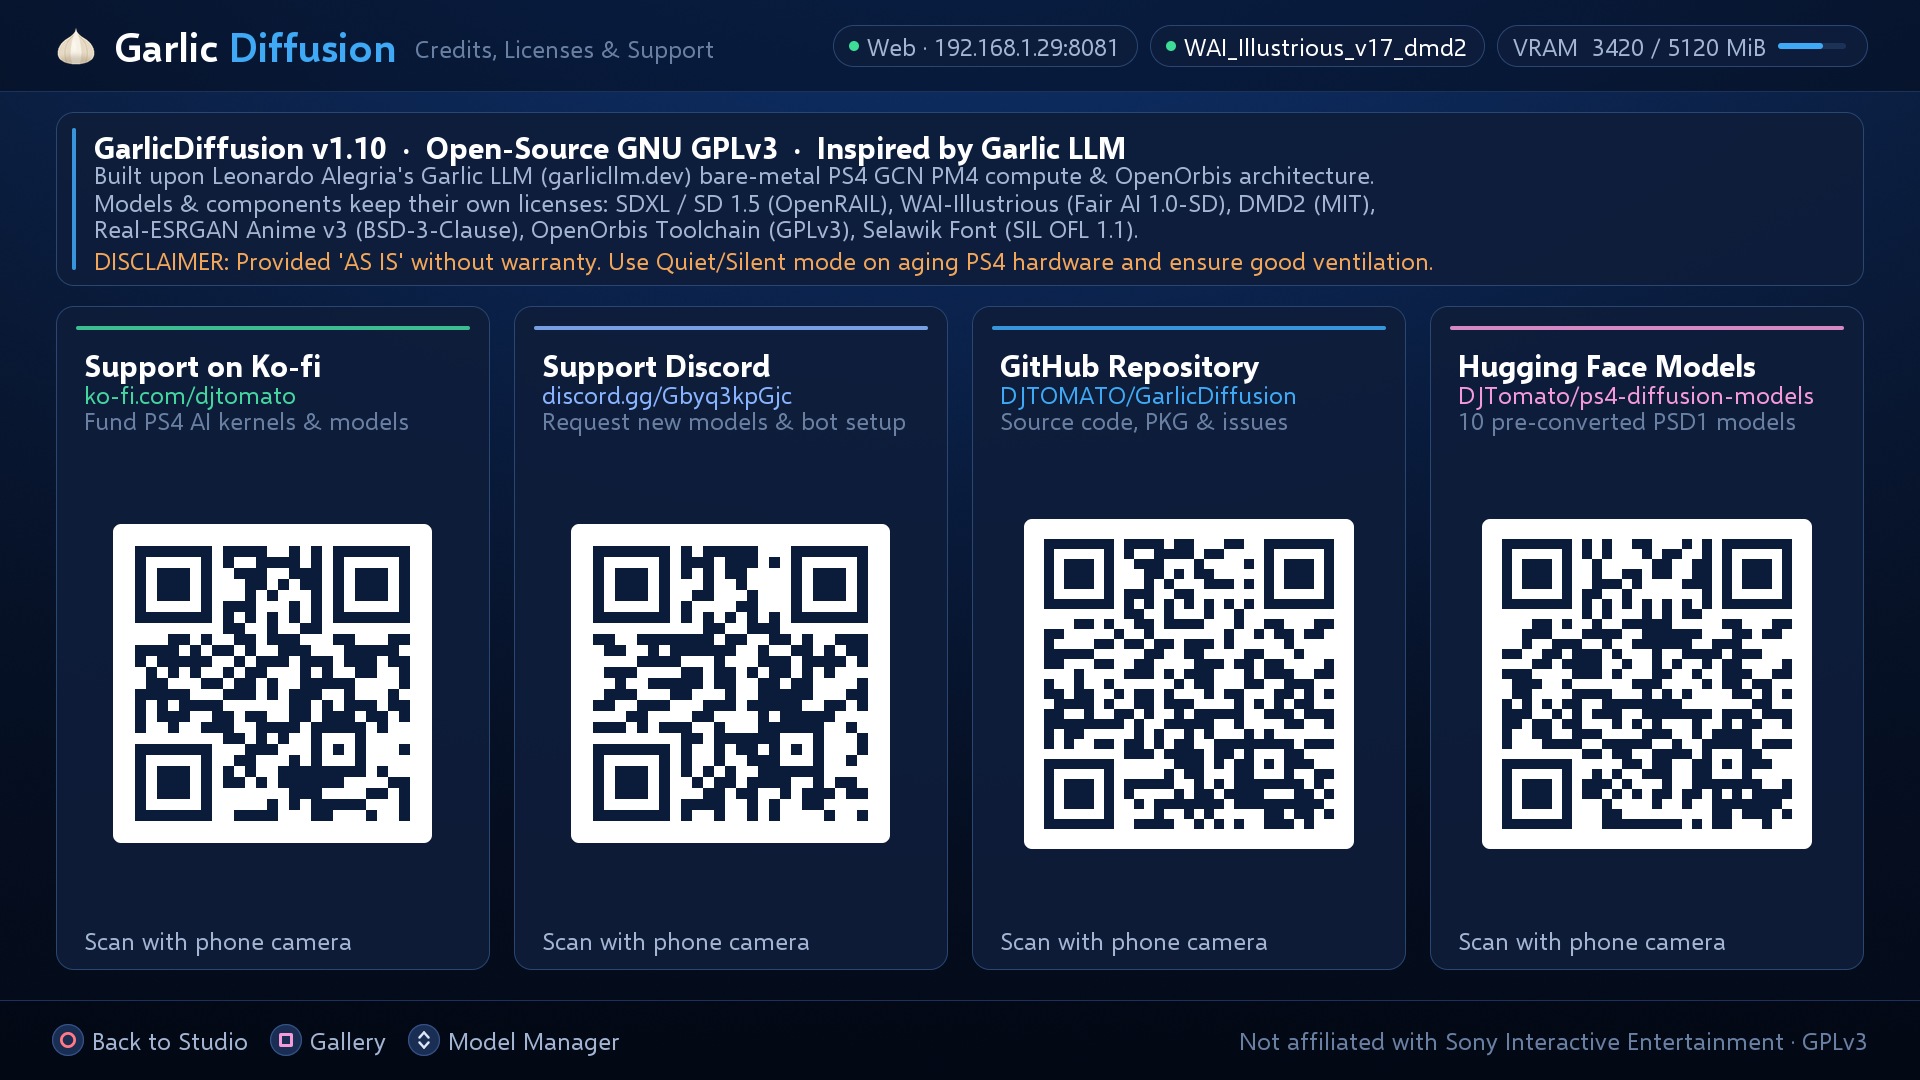 Garlic Diffusion Credits, Licenses & Support
Web · 192.168.1.29:8081
WAI_Illustrious_v17_dmd2
VRAM 3420 / 5120 MiB
GarlicDiffusion v1.10 · Open-Source GNU GPLv3 · Inspired by Garlic LLM
Built upon Leonardo Alegria's Garlic LLM (garlicllm.dev) bare-metal PS4 GCN PM4 compute & OpenOrbis architecture.
Models & components keep their own licenses: SDXL / SD 1.5 (OpenRAIL), WAI-Illustrious (Fair AI 1.0-SD), DMD2 (MIT),
Real-ESRGAN Anime v3 (BSD-3-Clause), OpenOrbis Toolchain (GPLv3), Selawik Font (SIL OFL 1.1).
DISCLAIMER: Provided 'AS IS' without warranty. Use Quiet/Silent mode on aging PS4 hardware and ensure good ventilation.
Support on Ko-fi
ko-fi.com/djtomato
Fund PS4 AI kernels & models
Scan with phone camera
Support Discord
discord.gg/Gbyq3kpGjc
Request new models & bot setup
Scan with phone camera
GitHub Repository
DJTOMATO/GarlicDiffusion
Source code, PKG & issues
Scan with phone camera
Hugging Face Models
DJTomato/ps4-diffusion-models
10 pre-converted PSD1 models
Scan with phone camera
Back to Studio
Gallery
Model Manager
Not affiliated with Sony Interactive Entertainment · GPLv3